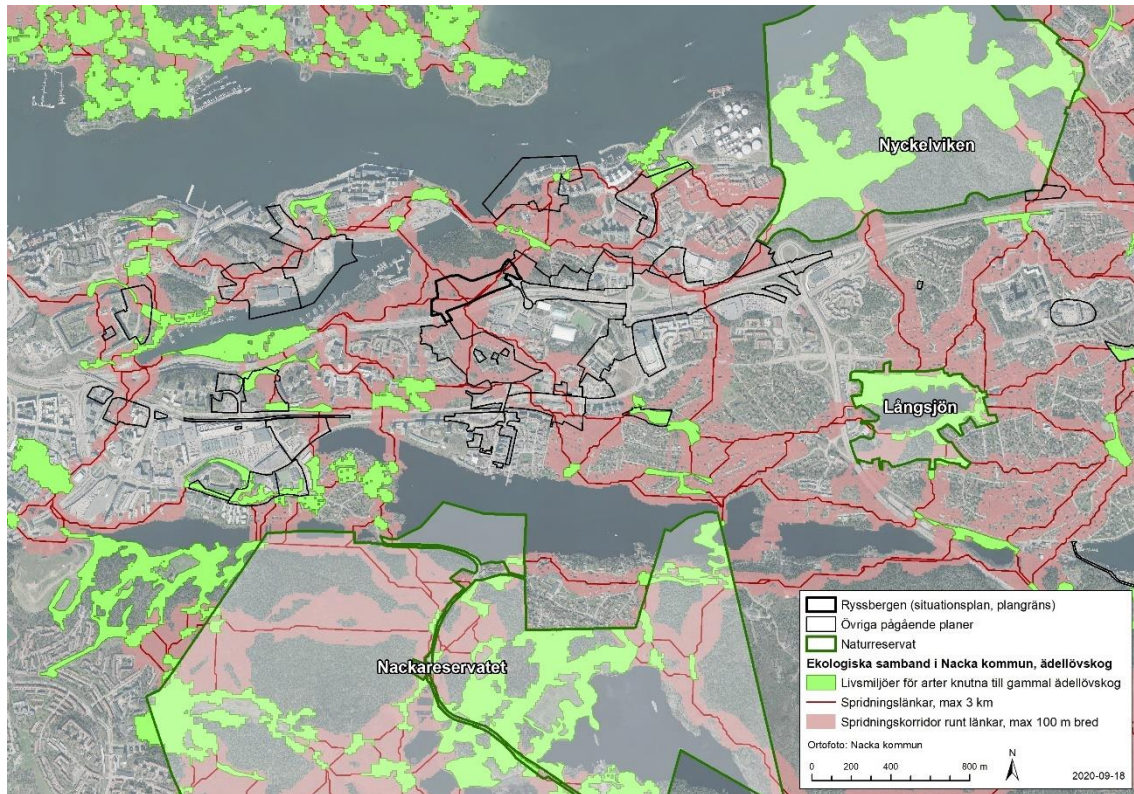 Nyckelviken
Långsjön
Nackareservatet
Ryssbergen (situationsplan, plangräns)
Övriga pågående planer
Naturreservat
Ekologiska samband i Nacka kommun, ädellövskog
Livsmiljöer för arter knutna till gammal ädellövskog
Spridningslänkar, max 3 km
Spridningskorridor runt länkar, max 100 m bred
Ortofoto: Nacka kommun
N
0 200 400 800 m
2020-09-18